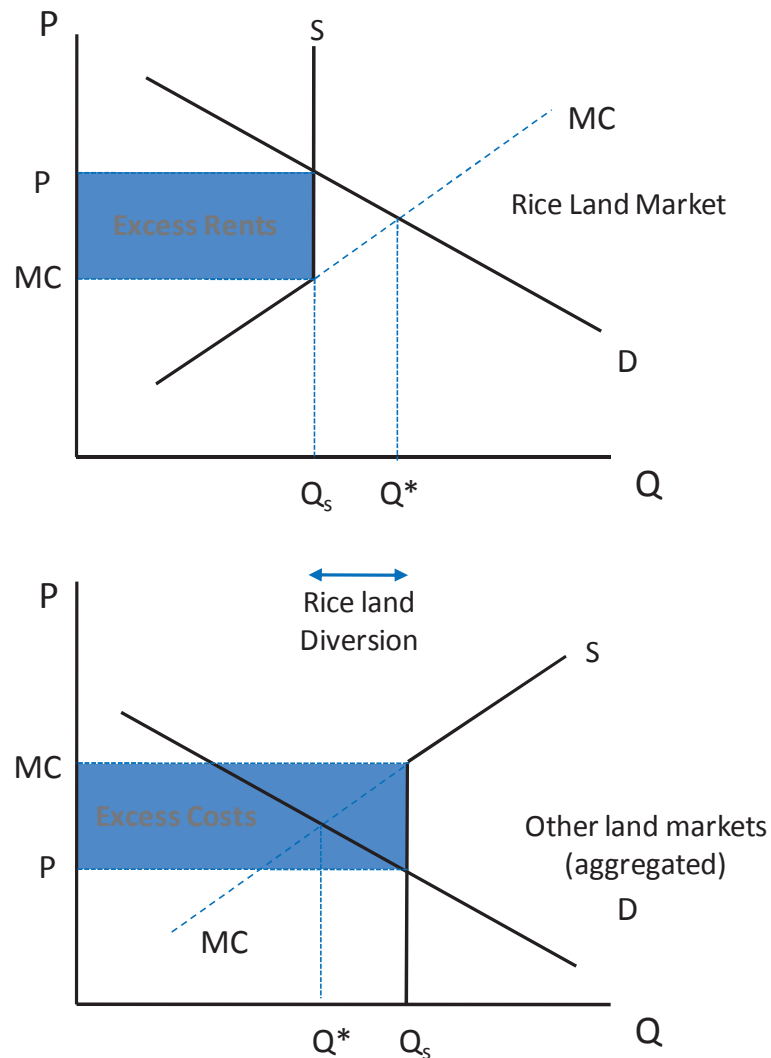 P
S
MC
P
Rice Land Market
Excess Rents
MC
D
Qs
Q*
Q
P
Rice land
Diversion
S
MC
Excess Costs
Other land markets
(aggregated)
P
D
MC
Q*
Qs
Q